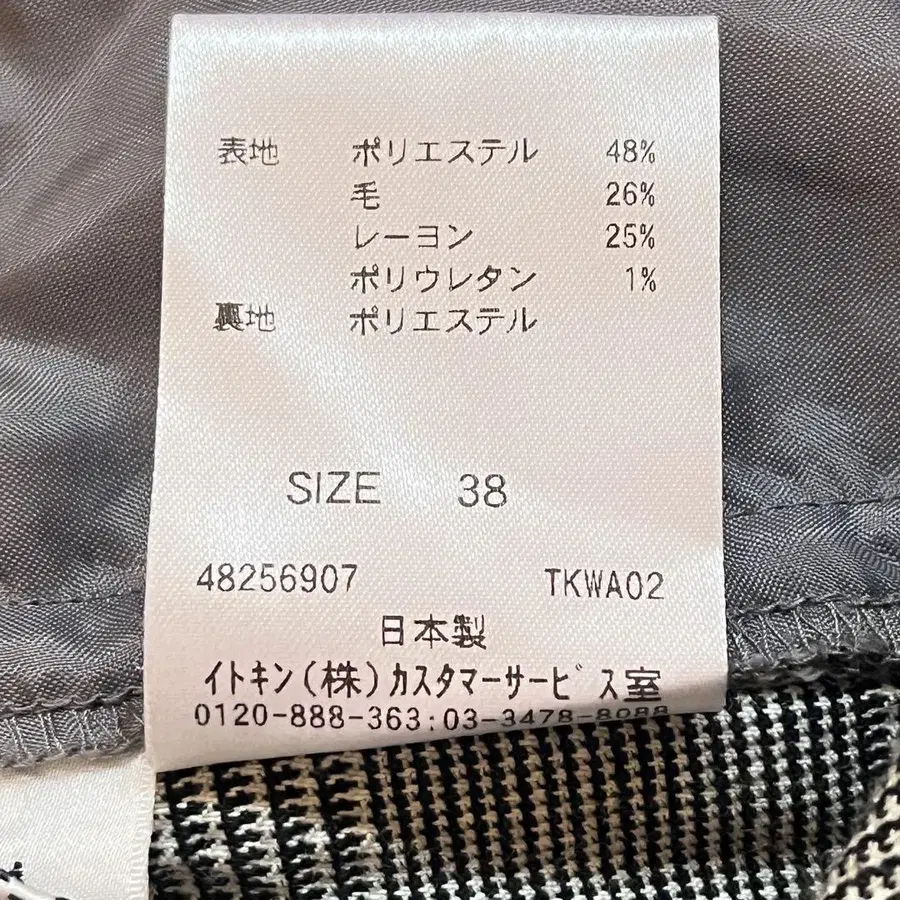 表地 ポリエステル 48%
毛 26%
レーヨン 25%
ポリウレタン 1%
裏地 ポリエステル
SIZE 38
48256907 TKWA02
日本製
イトキン(株)カスタマーサービス室
0120-888-363:03-3478-8088